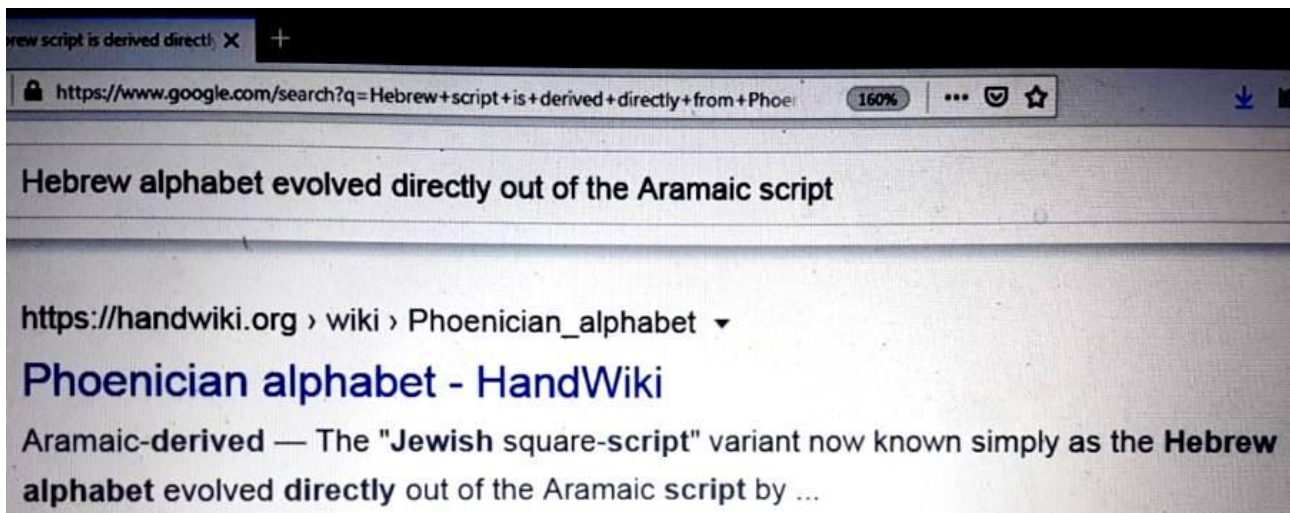 rew script is derived directl
https://www.google.com/search?q=Hebrew+script+is+derived+directly+from+Phoe
160%
Hebrew alphabet evolved directly out of the Aramaic script
https://handwiki.org › wiki › Phoenician_alphabet
Phoenician alphabet - HandWiki
Aramaic-derived — The "Jewish square-script" variant now known simply as the Hebrew
alphabet evolved directly out of the Aramaic script by ...